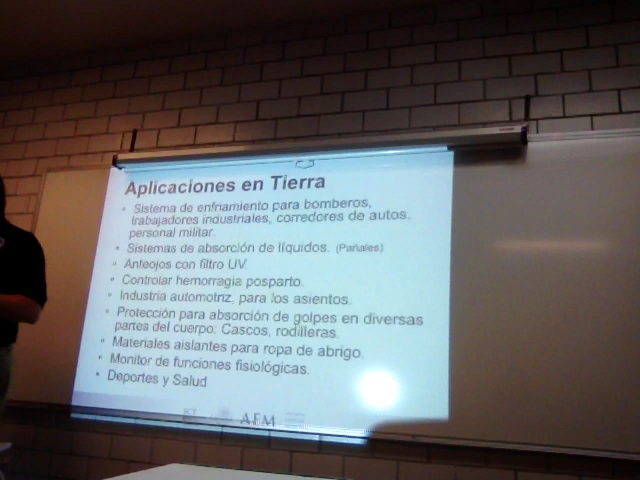 Aplicaciones en Tierra
• Sistema de enfriamiento para bomberos,
trabajadores industriales, corredores de autos.
personal militar.
• Sistemas de absorción de líquidos. (Pañales)
• Anteojos con filtro UV.
• Controlar hemorragia posparto.
• Industria automotriz, para los asientos.
• Protección para absorción de golpes en diversas
partes del cuerpo: Cascos, rodilleras.
• Materiales aislantes para ropa de abrigo.
• Monitor de funciones fisiológicas.
• Deportes y Salud
SCT AEM